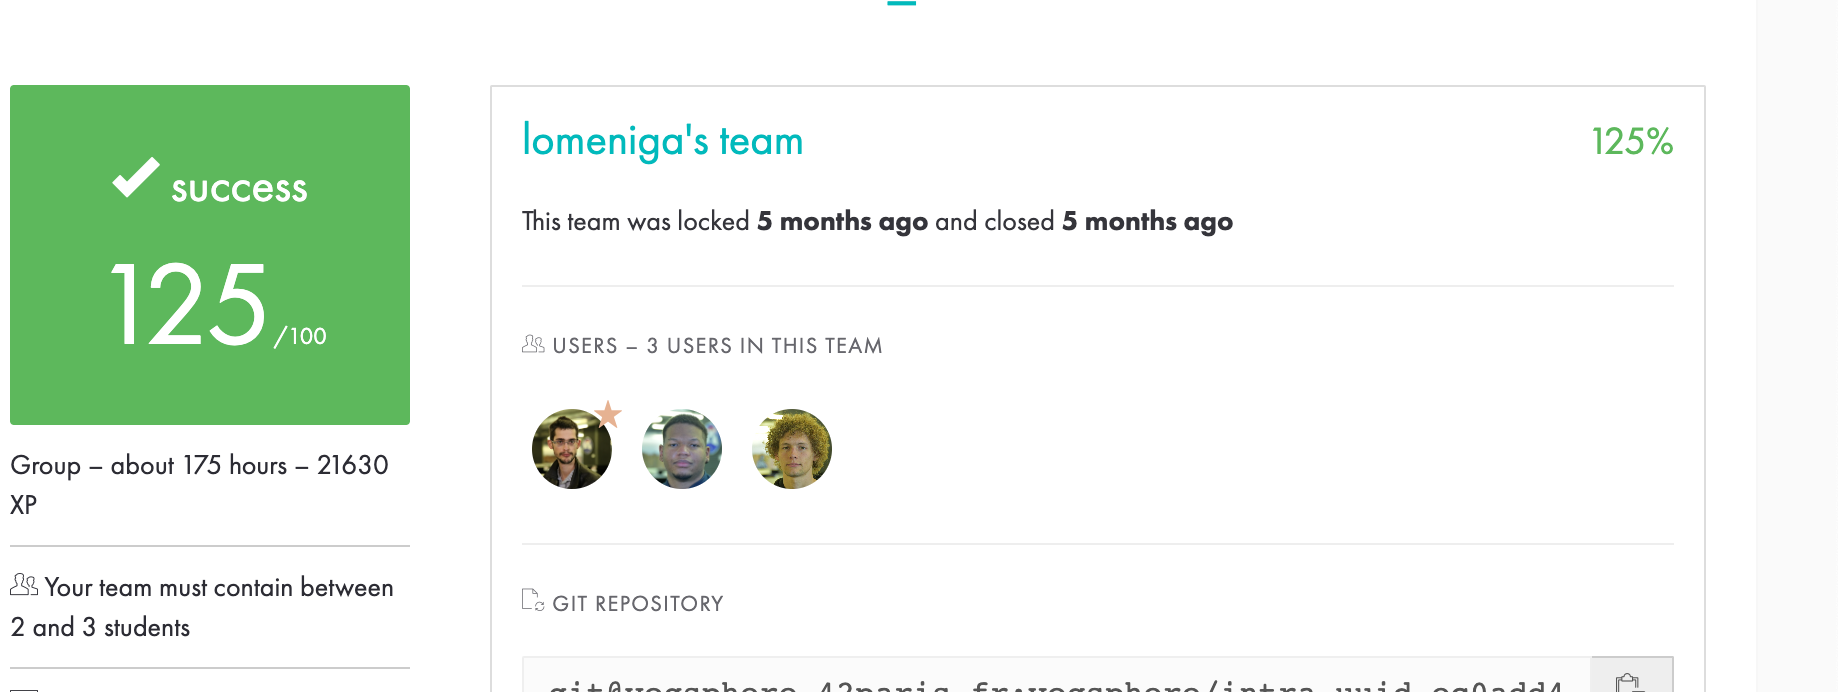 success
125 /100
Group – about 175 hours – 21630
XP
Your team must contain between
2 and 3 students
lomeniga's team
125%
This team was locked 5 months ago and closed 5 months ago
USERS – 3 USERS IN THIS TEAM
GIT REPOSITORY